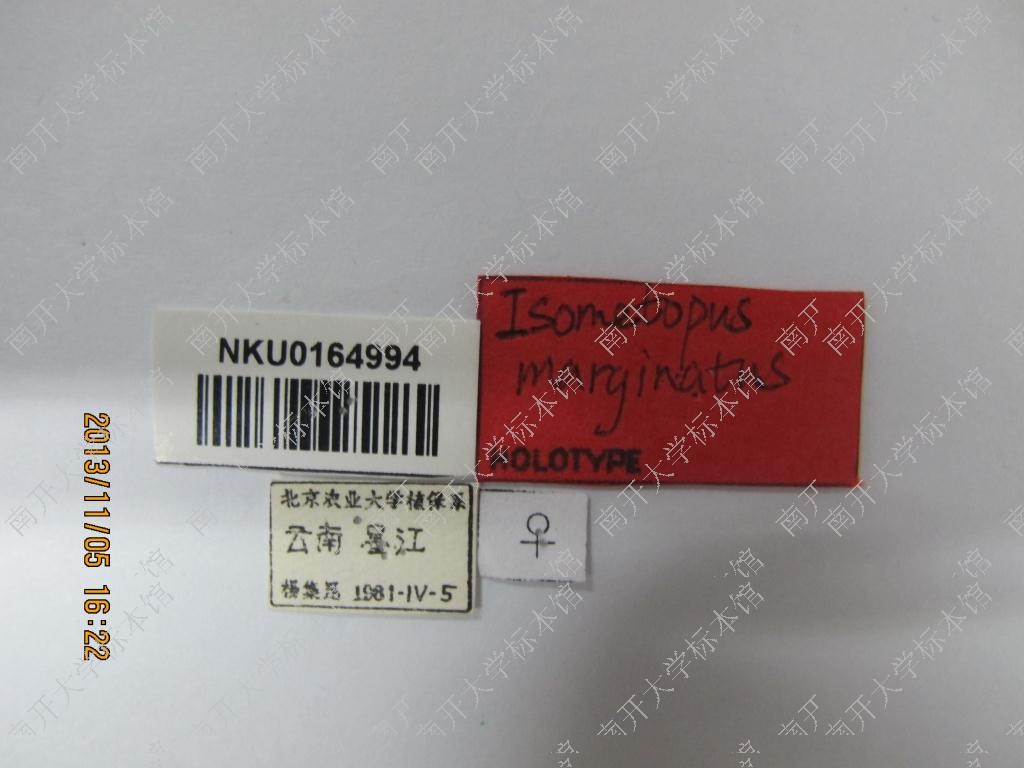 NKU0164994
Isometopus
marginatus
HOLOTYPE
北京农业大学植保系
云南 墨江
杨集昆 1981-IV-5
♀
2013/11/05 16:22
南开大学标本馆